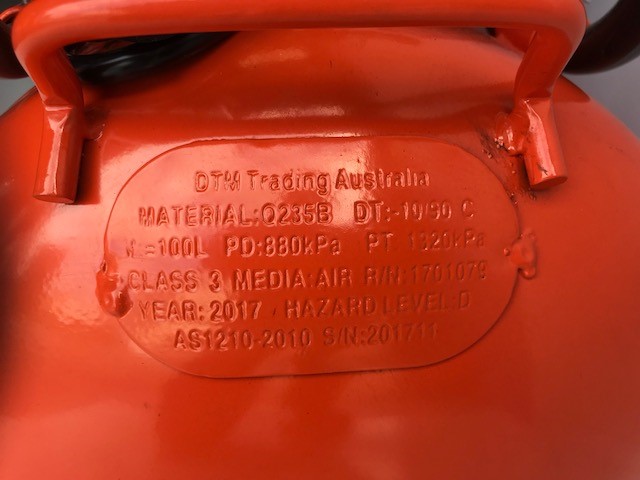 DTM Trading Australia
MATERIAL:Q235B DT:-10/90 C
=100L PD:880kPa PT 1320kPa
CLASS 3 MEDIA:AIR R/N:1701079
YEAR: 2017 HAZARD LEVEL:D
AS1210-2010 S/N:201711